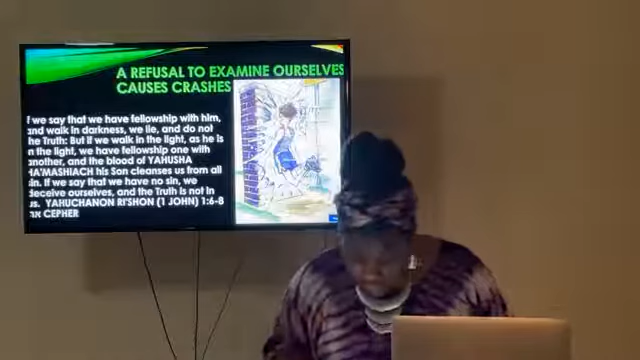 A REFUSAL TO EXAMINE OURSELVES
CAUSES CRASHES
f we say that we have fellowship with him,
and walk in darkness, we lie, and do not
he Truth: But if we walk in the light, as he is
n the light, we have fellowship one with
another, and the blood of YAHUSHA
HA'MASHIACH his Son cleanses us from all
in. If we say that we have no sin, we
deceive ourselves, and the Truth is not in
us. YAHUCHANON RI'SHON (1 JOHN) 1:6-8
את CEPHER